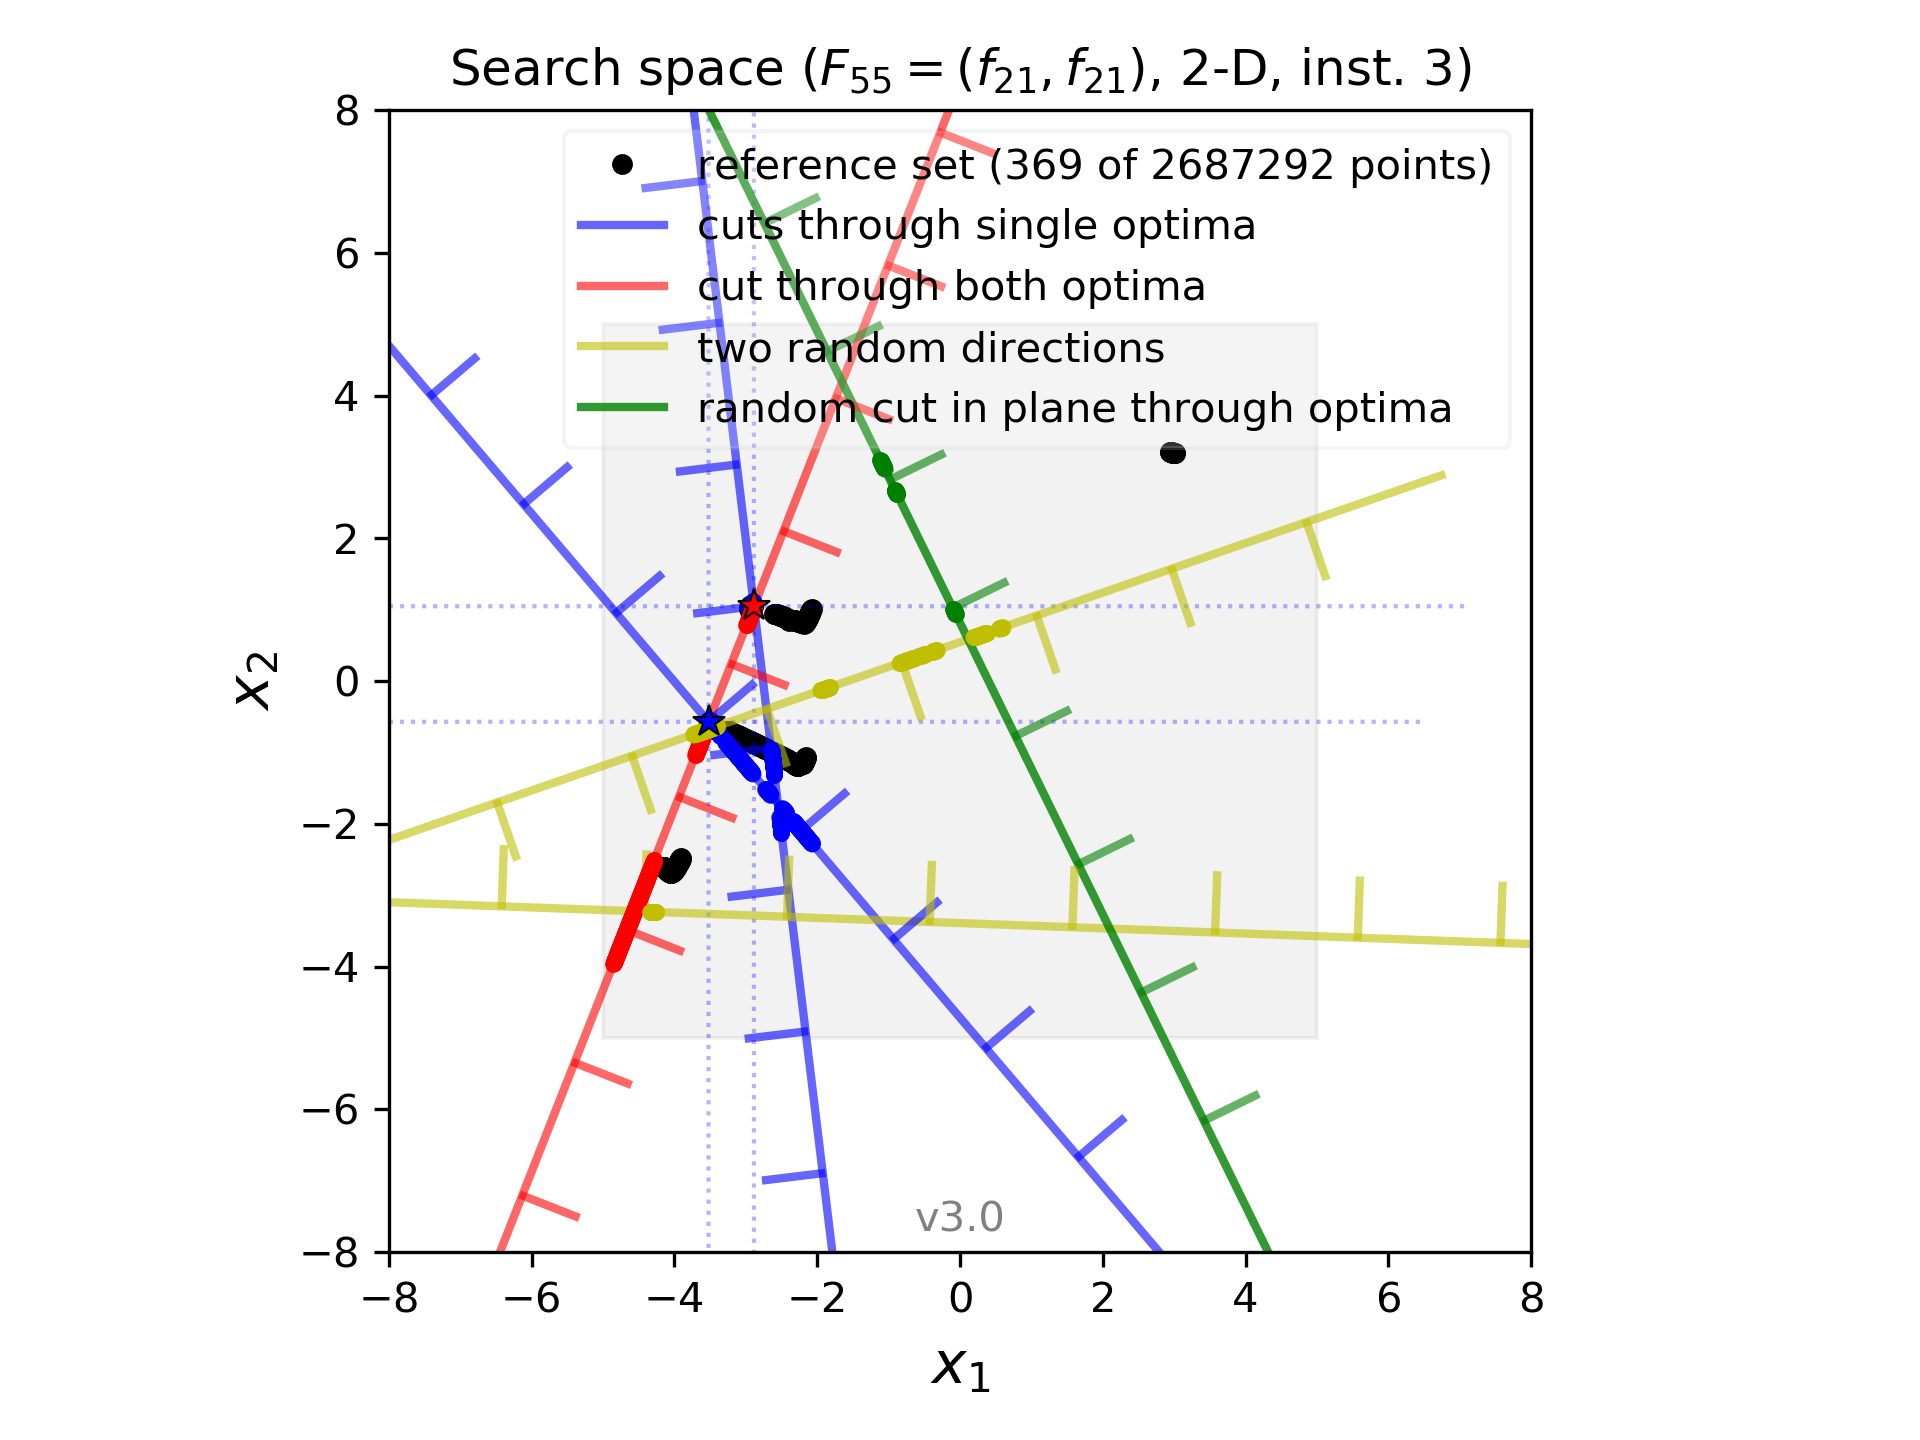 Search space (F₅₅ = (f₂₁, f₂₁), 2-D, inst. 3)
reference set (369 of 2687292 points)
cuts through single optima
cut through both optima
two random directions
random cut in plane through optima
8
6
4
2
0
−2
−4
−6
−8
x₂
v3.0
−8 −6 −4 −2 0 2 4 6 8
x₁